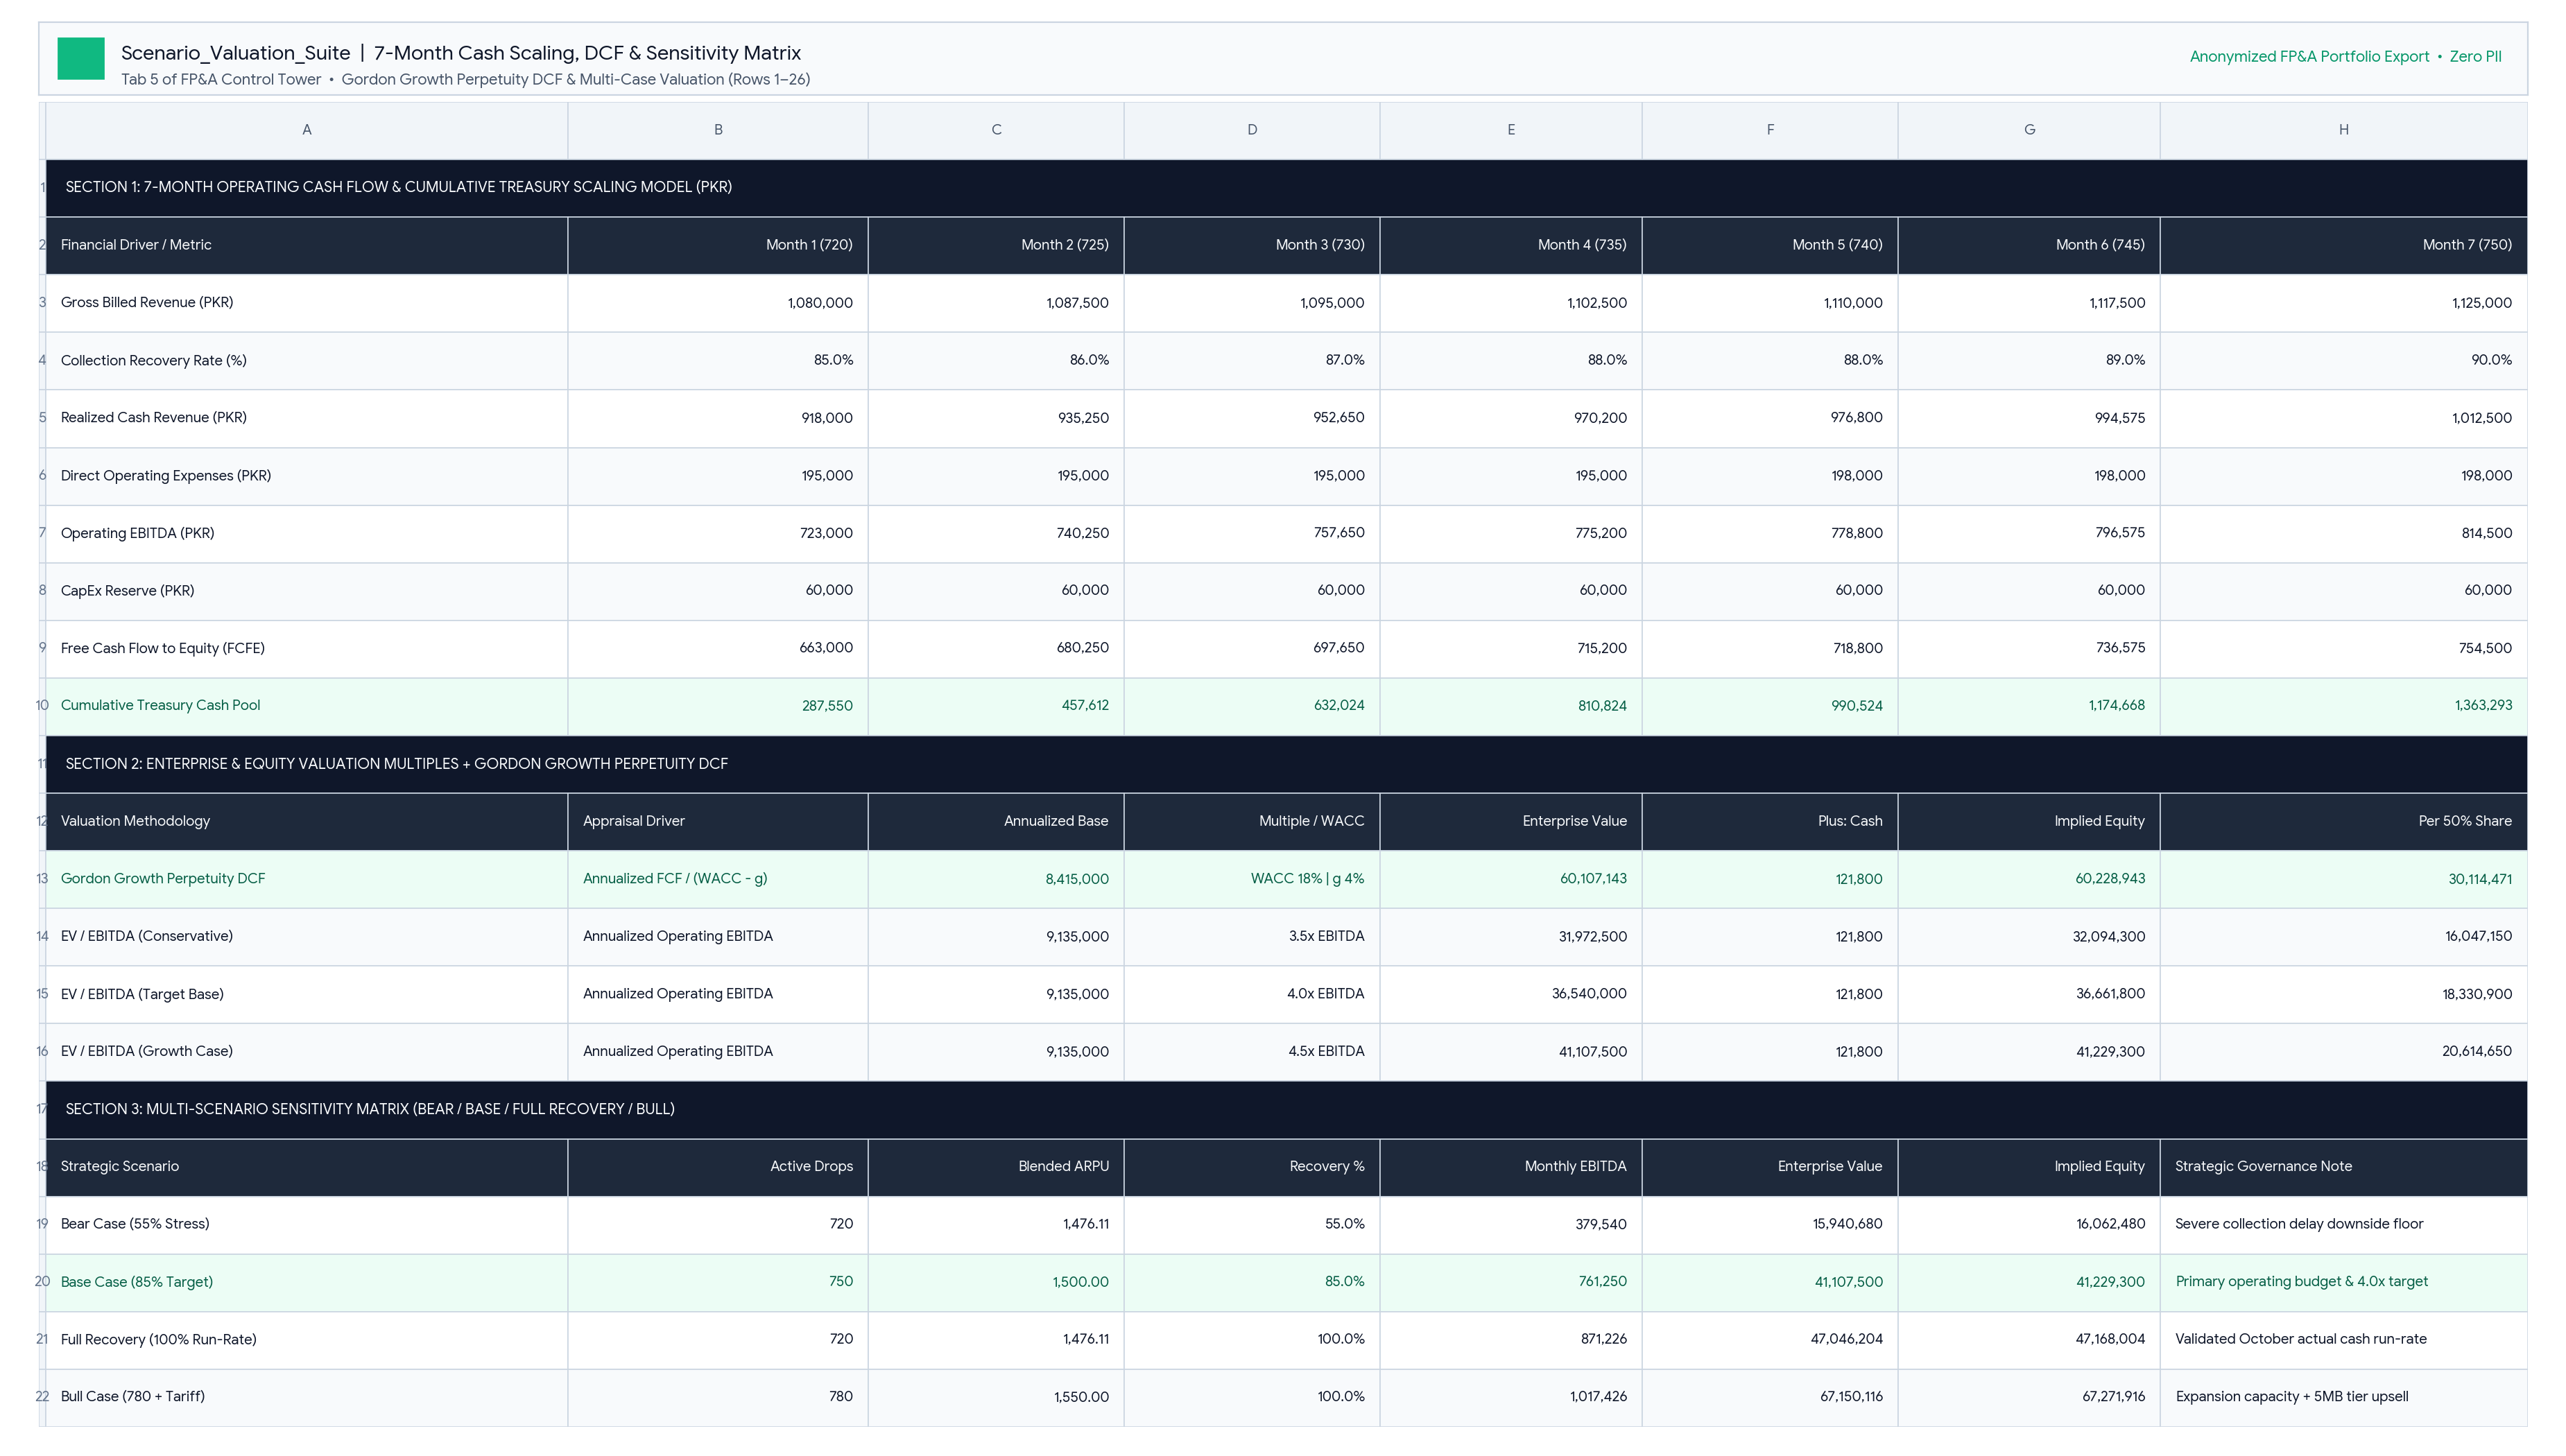 Scenario_Valuation_Suite | 7-Month Cash Scaling, DCF & Sensitivity Matrix
Tab 5 of FP&A Control Tower • Gordon Growth Perpetuity DCF & Multi-Case Valuation (Rows 1–26)
Anonymized FP&A Portfolio Export • Zero PII
A B C D E F G H
1 SECTION 1: 7-MONTH OPERATING CASH FLOW & CUMULATIVE TREASURY SCALING MODEL (PKR)
2 Financial Driver / Metric Month 1 (720) Month 2 (725) Month 3 (730) Month 4 (735) Month 5 (740) Month 6 (745) Month 7 (750)
3 Gross Billed Revenue (PKR) 1,080,000 1,087,500 1,095,000 1,102,500 1,110,000 1,117,500 1,125,000
4 Collection Recovery Rate (%) 85.0% 86.0% 87.0% 88.0% 88.0% 89.0% 90.0%
5 Realized Cash Revenue (PKR) 918,000 935,250 952,650 970,200 976,800 994,575 1,012,500
6 Direct Operating Expenses (PKR) 195,000 195,000 195,000 195,000 198,000 198,000 198,000
7 Operating EBITDA (PKR) 723,000 740,250 757,650 775,200 778,800 796,575 814,500
8 CapEx Reserve (PKR) 60,000 60,000 60,000 60,000 60,000 60,000 60,000
9 Free Cash Flow to Equity (FCFE) 663,000 680,250 697,650 715,200 718,800 736,575 754,500
10 Cumulative Treasury Cash Pool 287,550 457,612 632,024 810,824 990,524 1,174,668 1,363,293
11 SECTION 2: ENTERPRISE & EQUITY VALUATION MULTIPLES + GORDON GROWTH PERPETUITY DCF
12 Valuation Methodology Appraisal Driver Annualized Base Multiple / WACC Enterprise Value Plus: Cash Implied Equity Per 50% Share
13 Gordon Growth Perpetuity DCF Annualized FCF / (WACC - g) 8,415,000 WACC 18% | g 4% 60,107,143 121,800 60,228,943 30,114,471
14 EV / EBITDA (Conservative) Annualized Operating EBITDA 9,135,000 3.5x EBITDA 31,972,500 121,800 32,094,300 16,047,150
15 EV / EBITDA (Target Base) Annualized Operating EBITDA 9,135,000 4.0x EBITDA 36,540,000 121,800 36,661,800 18,330,900
16 EV / EBITDA (Growth Case) Annualized Operating EBITDA 9,135,000 4.5x EBITDA 41,107,500 121,800 41,229,300 20,614,650
17 SECTION 3: MULTI-SCENARIO SENSITIVITY MATRIX (BEAR / BASE / FULL RECOVERY / BULL)
18 Strategic Scenario Active Drops Blended ARPU Recovery % Monthly EBITDA Enterprise Value Implied Equity Strategic Governance Note
19 Bear Case (55% Stress) 720 1,476.11 55.0% 379,540 15,940,680 16,062,480 Severe collection delay downside floor
20 Base Case (85% Target) 750 1,500.00 85.0% 761,250 41,107,500 41,229,300 Primary operating budget & 4.0x target
21 Full Recovery (100% Run-Rate) 720 1,476.11 100.0% 871,226 47,046,204 47,168,004 Validated October actual cash run-rate
22 Bull Case (780 + Tariff) 780 1,550.00 100.0% 1,017,426 67,150,116 67,271,916 Expansion capacity + 5MB tier upsell